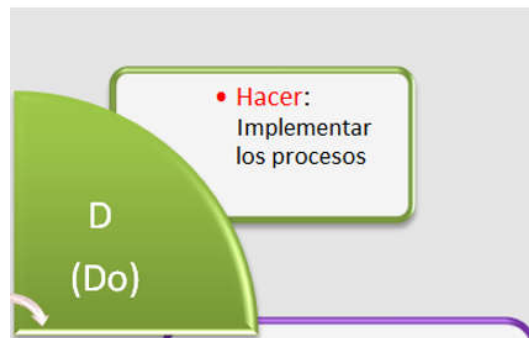 • Hacer:
Implementar
los procesos
D
(Do)